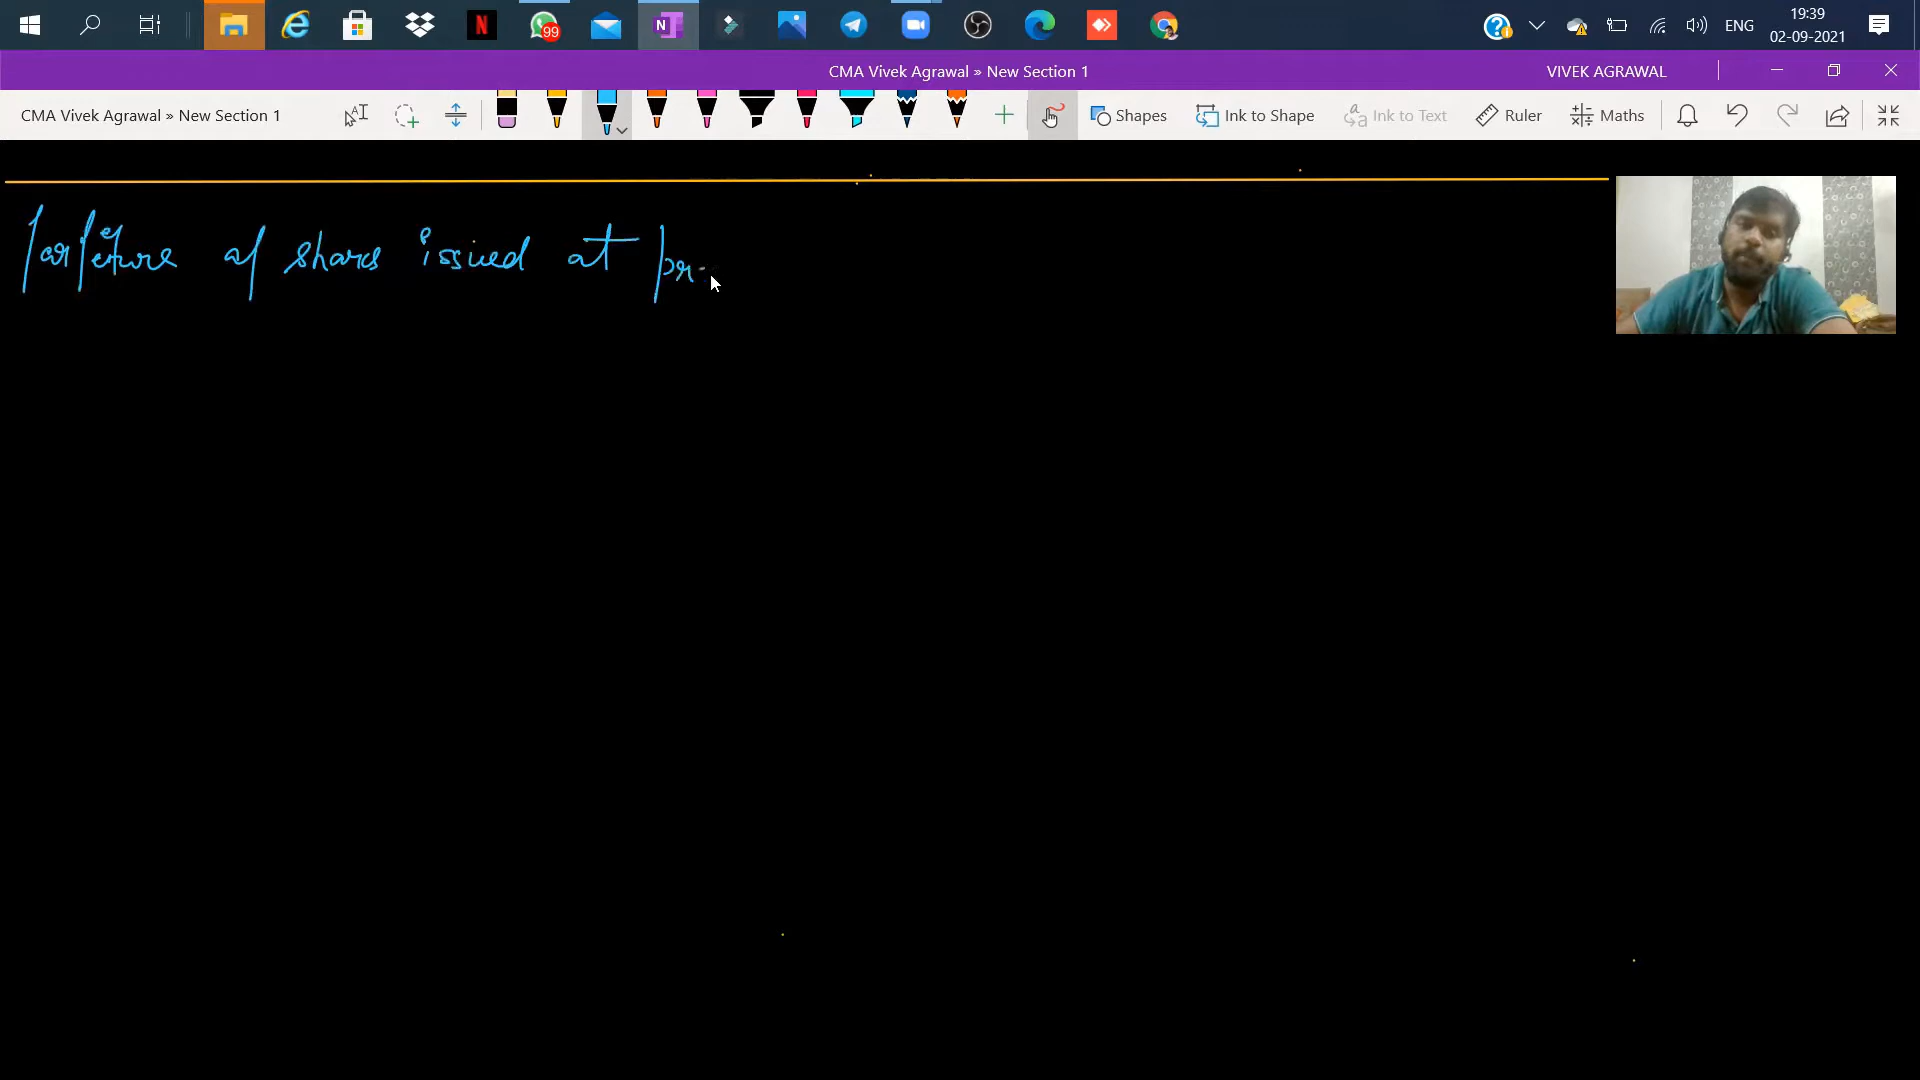 99
N
N
ENG
19:39
02-09-2021
CMA Vivek Agrawal » New Section 1
VIVEK AGRAWAL
CMA Vivek Agrawal » New Section 1
Shapes
Ink to Shape
Ink to Text
Ruler
Maths
Forfeiture of shares issued at pr